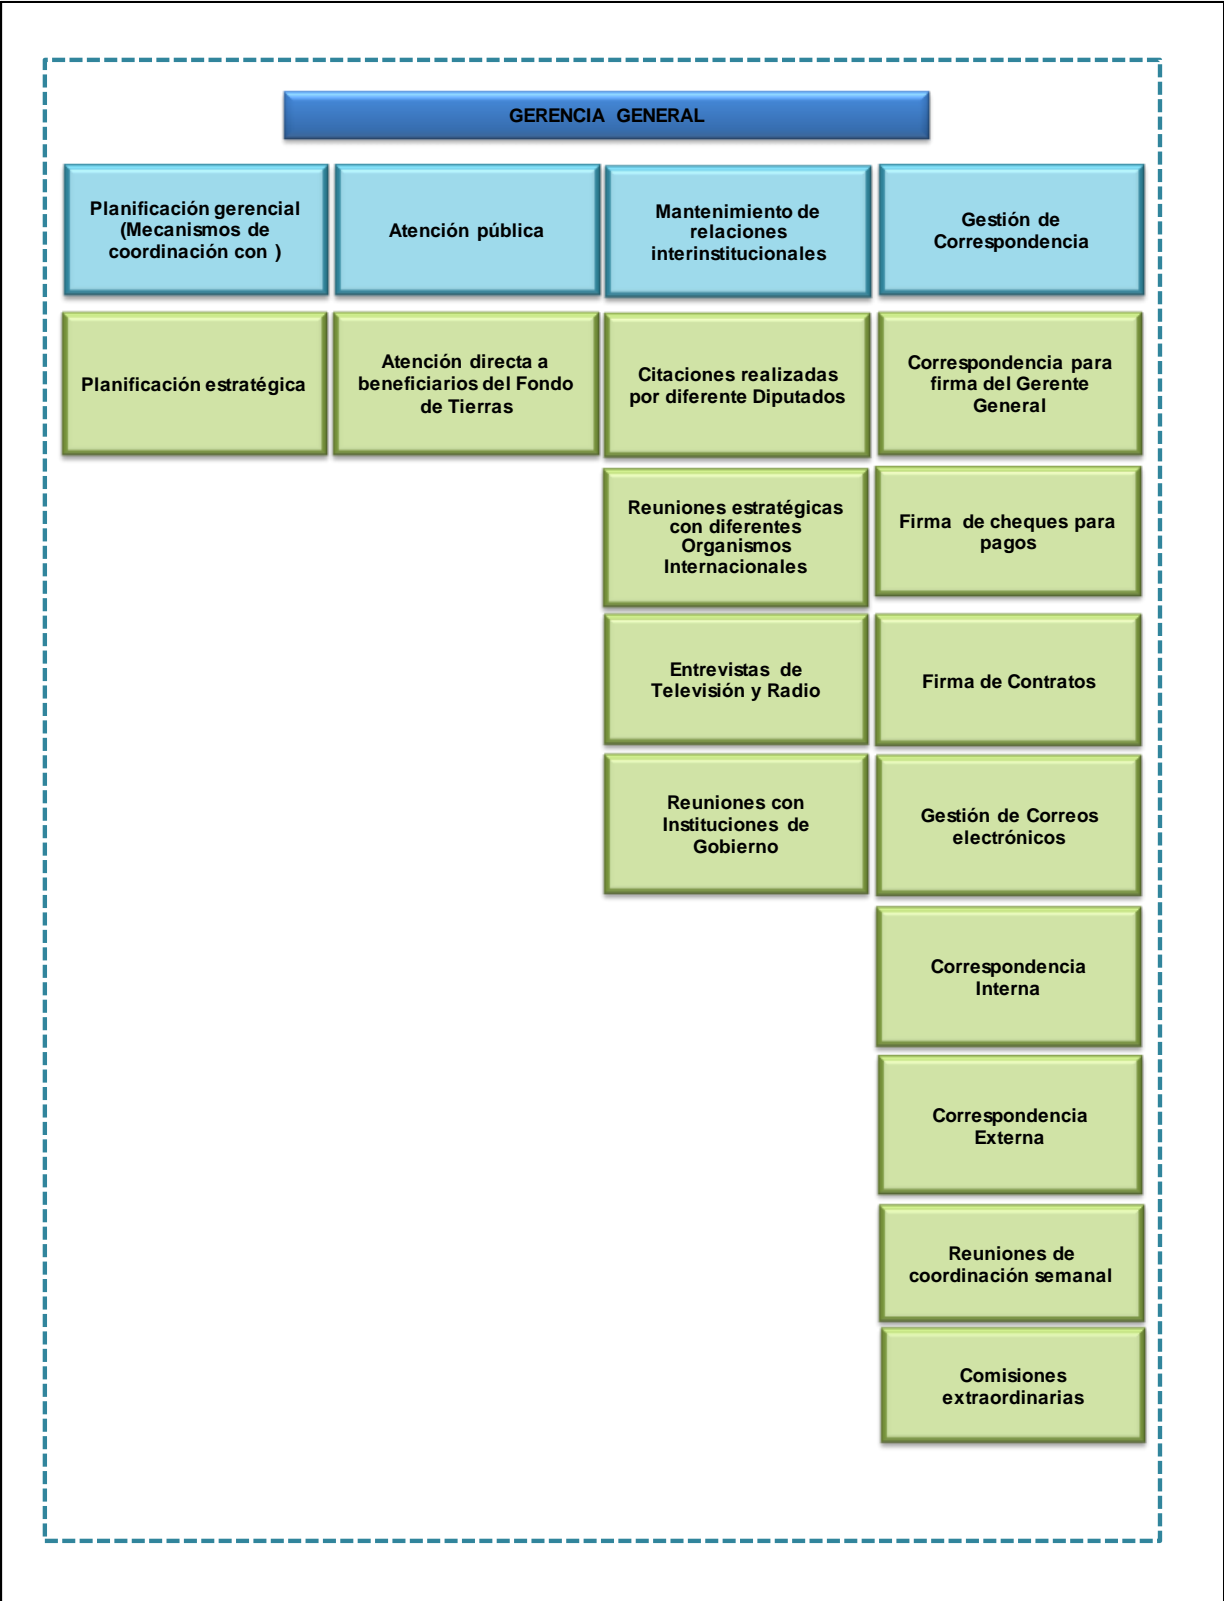 GERENCIA GENERAL
Planificación gerencial
(Mecanismos de
coordinación con )
Atención pública
Mantenimiento de
relaciones
interinstitucionales
Gestión de
Correspondencia
Planificación estratégica
Atención directa a
beneficiarios del Fondo
de Tierras
Citaciones realizadas
por diferente Diputados
Correspondencia para
firma del Gerente
General
Reuniones estratégicas
con diferentes
Organismos
Internacionales
Firma de cheques para
pagos
Entrevistas de
Televisión y Radio
Firma de Contratos
Reuniones con
Instituciones de
Gobierno
Gestión de Correos
electrónicos
Correspondencia
Interna
Correspondencia
Externa
Reuniones de
coordinación semanal
Comisiones
extraordinarias